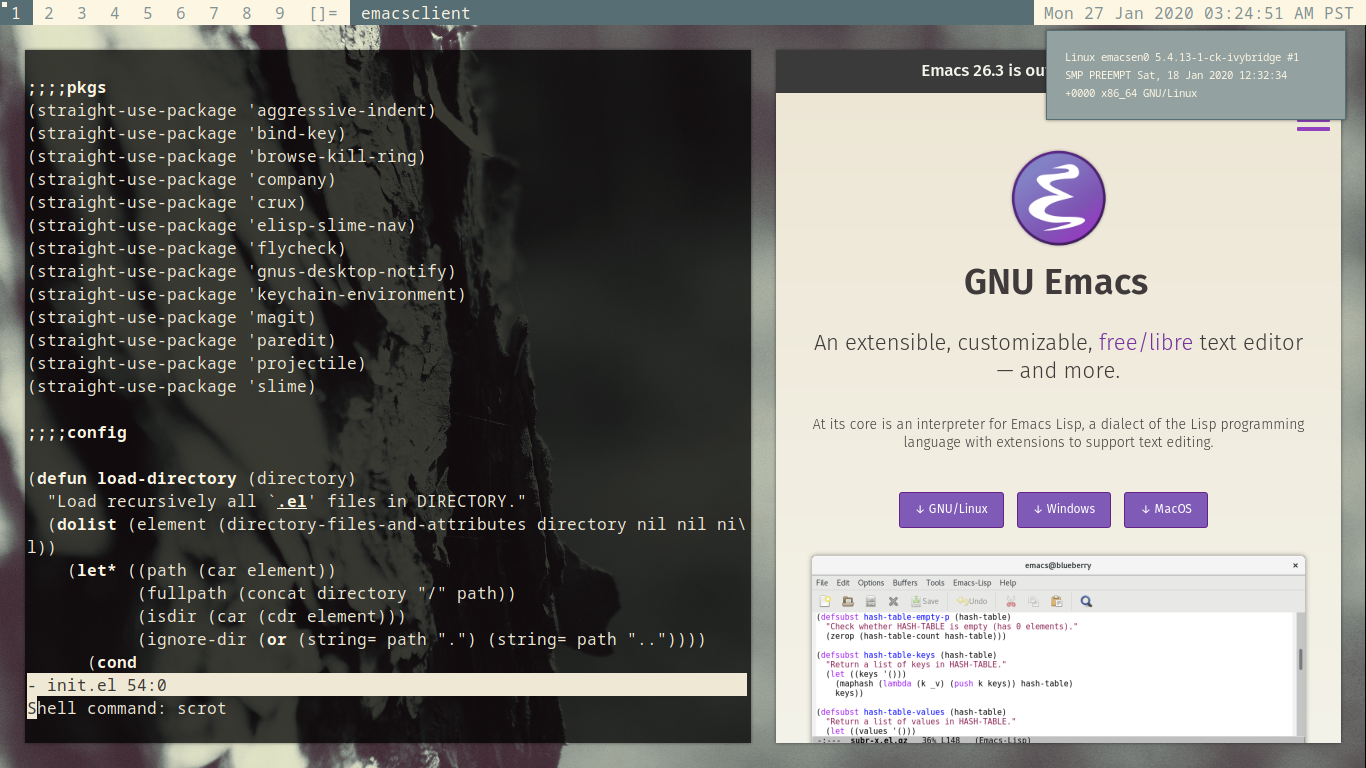 1 2 3 4 5 6 7 8 9 []= emacsclient Mon 27 Jan 2020 03:24:51 AM PST
;;;;pkgs
(straight-use-package 'aggressive-indent)
(straight-use-package 'bind-key)
(straight-use-package 'browse-kill-ring)
(straight-use-package 'company)
(straight-use-package 'crux)
(straight-use-package 'elisp-slime-nav)
(straight-use-package 'flycheck)
(straight-use-package 'gnus-desktop-notify)
(straight-use-package 'keychain-environment)
(straight-use-package 'magit)
(straight-use-package 'paredit)
(straight-use-package 'projectile)
(straight-use-package 'slime)
;;;;config
(defun load-directory (directory)
"Load recursively all `.el' files in DIRECTORY."
(dolist (element (directory-files-and-attributes directory nil nil ni\
l))
(let* ((path (car element))
(fullpath (concat directory "/" path))
(isdir (car (cdr element)))
(ignore-dir (or (string= path ".") (string= path ".."))))
(cond
- init.el 54:0
Shell command: scrot
Emacs 26.3 is ou
Linux emacsen0 5.4.13-1-ck-ivybridge #1
SMP PREEMPT Sat, 18 Jan 2020 12:32:34
+0000 x86_64 GNU/Linux
GNU Emacs
An extensible, customizable, free/libre text editor
— and more.
At its core is an interpreter for Emacs Lisp, a dialect of the Lisp programming
language with extensions to support text editing.
↓ GNU/Linux ↓ Windows ↓ MacOS
emacs@blueberry ×
File Edit Options Buffers Tools Emacs-Lisp Help
Save Undo
(defsubst hash-table-empty-p (hash-table)
"Check whether HASH-TABLE is empty (has 0 elements)."
(zerop (hash-table-count hash-table)))
(defsubst hash-table-keys (hash-table)
"Return a list of keys in HASH-TABLE."
(let ((keys '()))
(maphash (lambda (k _v) (push k keys)) hash-table)
keys))
(defsubst hash-table-values (hash-table)
"Return a list of values in HASH-TABLE."
(let ((values '()))
-:--- subr-x.el.gz 36% L148 (Emacs-Lisp)